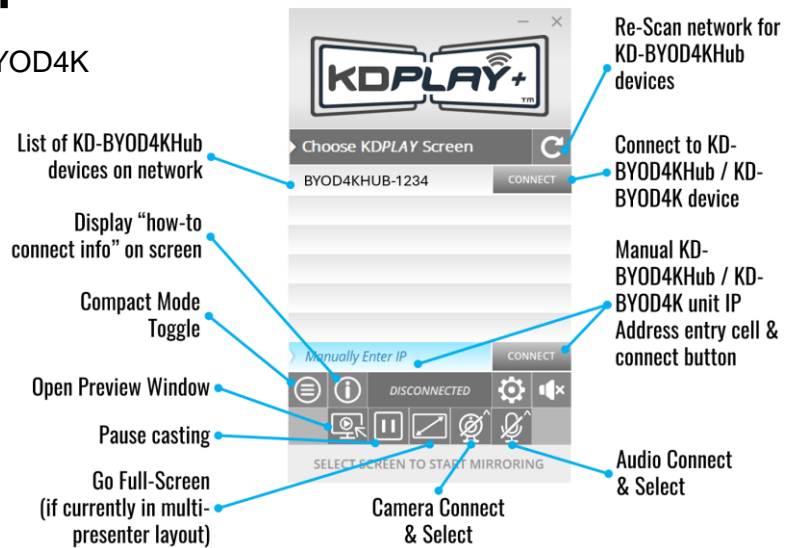 YOD4K
List of KD-BYOD4KHub
devices on network
Display “how-to
connect info” on screen
Compact Mode
Toggle
Open Preview Window
Pause casting
Go Full-Screen
(if currently in multi-
presenter layout)
KDPLAY+
TM
Choose KDPLAY Screen
BYOD4KHUB-1234
CONNECT
Manually Enter IP
CONNECT
DISCONNECTED
SELECT SCREEN TO START MIRRORING
Camera Connect
& Select
Re-Scan network for
KD-BYOD4KHub
devices
Connect to KD-
BYOD4KHub / KD-
BYOD4K device
Manual KD-
BYOD4KHub / KD-
BYOD4K unit IP
Address entry cell &
connect button
Audio Connect
& Select